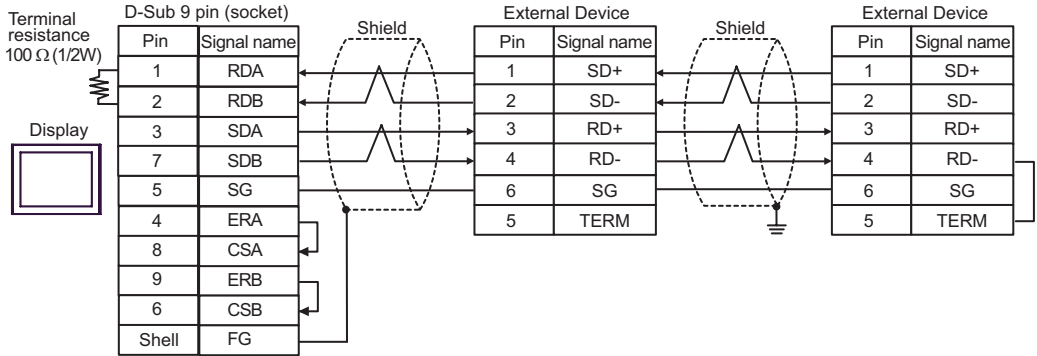 Terminal
resistance
100 Ω (1/2W)
Display
D-Sub 9 pin (socket)
Pin Signal name
1 RDA
2 RDB
3 SDA
7 SDB
5 SG
4 ERA
8 CSA
9 ERB
6 CSB
Shell FG
Shield
External Device
Pin Signal name
1 SD+
2 SD-
3 RD+
4 RD-
6 SG
5 TERM
Shield
External Device
Pin Signal name
1 SD+
2 SD-
3 RD+
4 RD-
6 SG
5 TERM